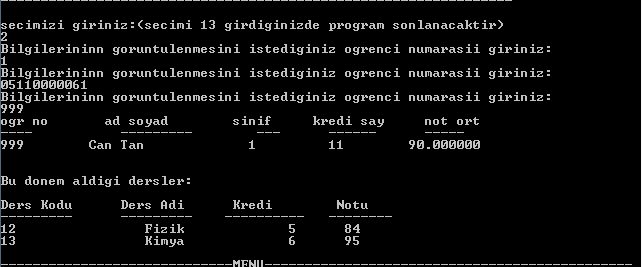 secimizi giriniz:(secimi 13 girdiginizde program sonlanacaktir)
2
Bilgilerininn goruntulenmesini istediginiz ogrenci numarasii giriniz:
1
Bilgilerininn goruntulenmesini istediginiz ogrenci numarasii giriniz:
05110000061
Bilgilerininn goruntulenmesini istediginiz ogrenci numarasii giriniz:
999
ogr no ad soyad sinif kredi say not ort
999 Can Tan 1 11 90.000000
Bu donem aldigi dersler:
Ders Kodu Ders Adi Kredi Notu
12 Fizik 5 84
13 Kimya 6 95
MENU